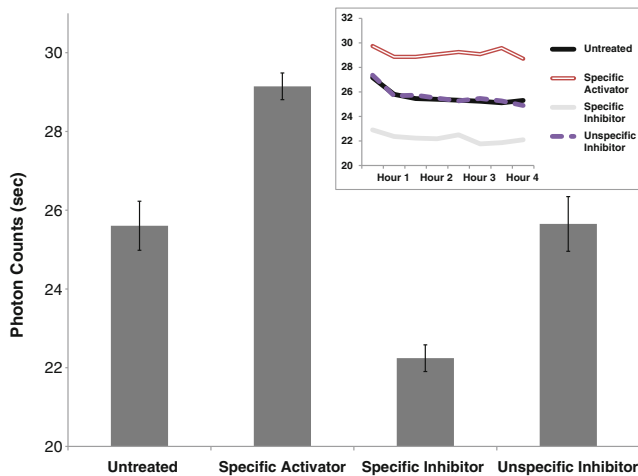 Photon Counts (sec)
30
28
26
24
22
20
Untreated
Specific Activator
Specific Inhibitor
Unspecific Inhibitor
32
30
28
26
24
22
20
Hour 1
Hour 2
Hour 3
Hour 4
Untreated
Specific
Activator
Specific
Inhibitor
Unspecific
Inhibitor